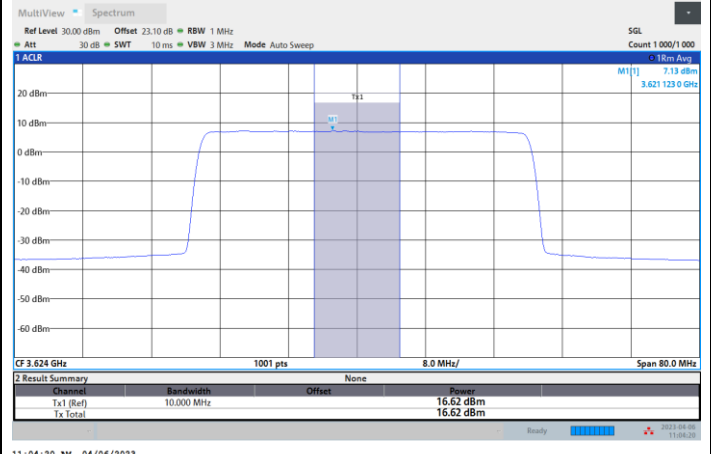 MultiView Spectrum
Ref Level 30.00 dBm Offset 23.10 dB RBW 1 MHz SGL
Att 30 dB SWT 10 ms VBW 3 MHz Mode Auto Sweep Count 1 000/1 000
1 ACLR 1Rm Avg
M1[1] 7.13 dBm
3.621 123 0 GHz
Tx1
20 dBm
M1
10 dBm
0 dBm
-10 dBm
-20 dBm
-30 dBm
-40 dBm
-50 dBm
-60 dBm
CF 3.624 GHz 1001 pts 8.0 MHz/ Span 80.0 MHz
2 Result Summary None
Channel Bandwidth Offset Power
Tx1 (Ref) 10.000 MHz 16.62 dBm
Tx Total 16.62 dBm
Ready 2023-04-06
11:04:20